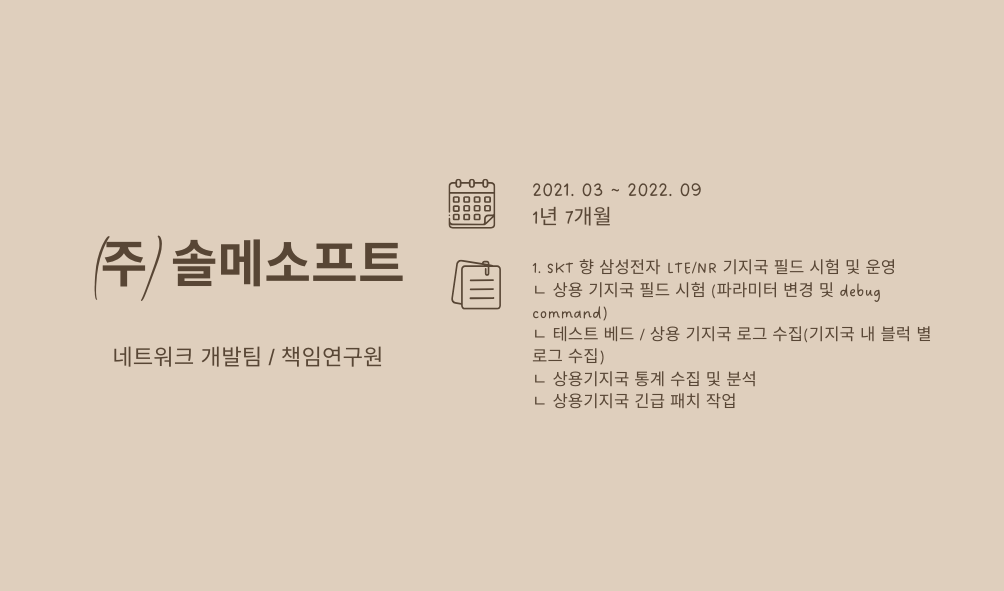 (주) 솔메소프트
네트워크 개발팀 / 책임연구원
2021. 03 ~ 2022. 09
1년 7개월
1. SKT 향 삼성전자 LTE/NR 기지국 필드 시험 및 운영
ㄴ 상용 기지국 필드 시험 (파라미터 변경 및 debug
command)
ㄴ 테스트 베드 / 상용 기지국 로그 수집(기지국 내 블럭 별
로그 수집)
ㄴ 상용기지국 통계 수집 및 분석
ㄴ 상용기지국 긴급 패치 작업